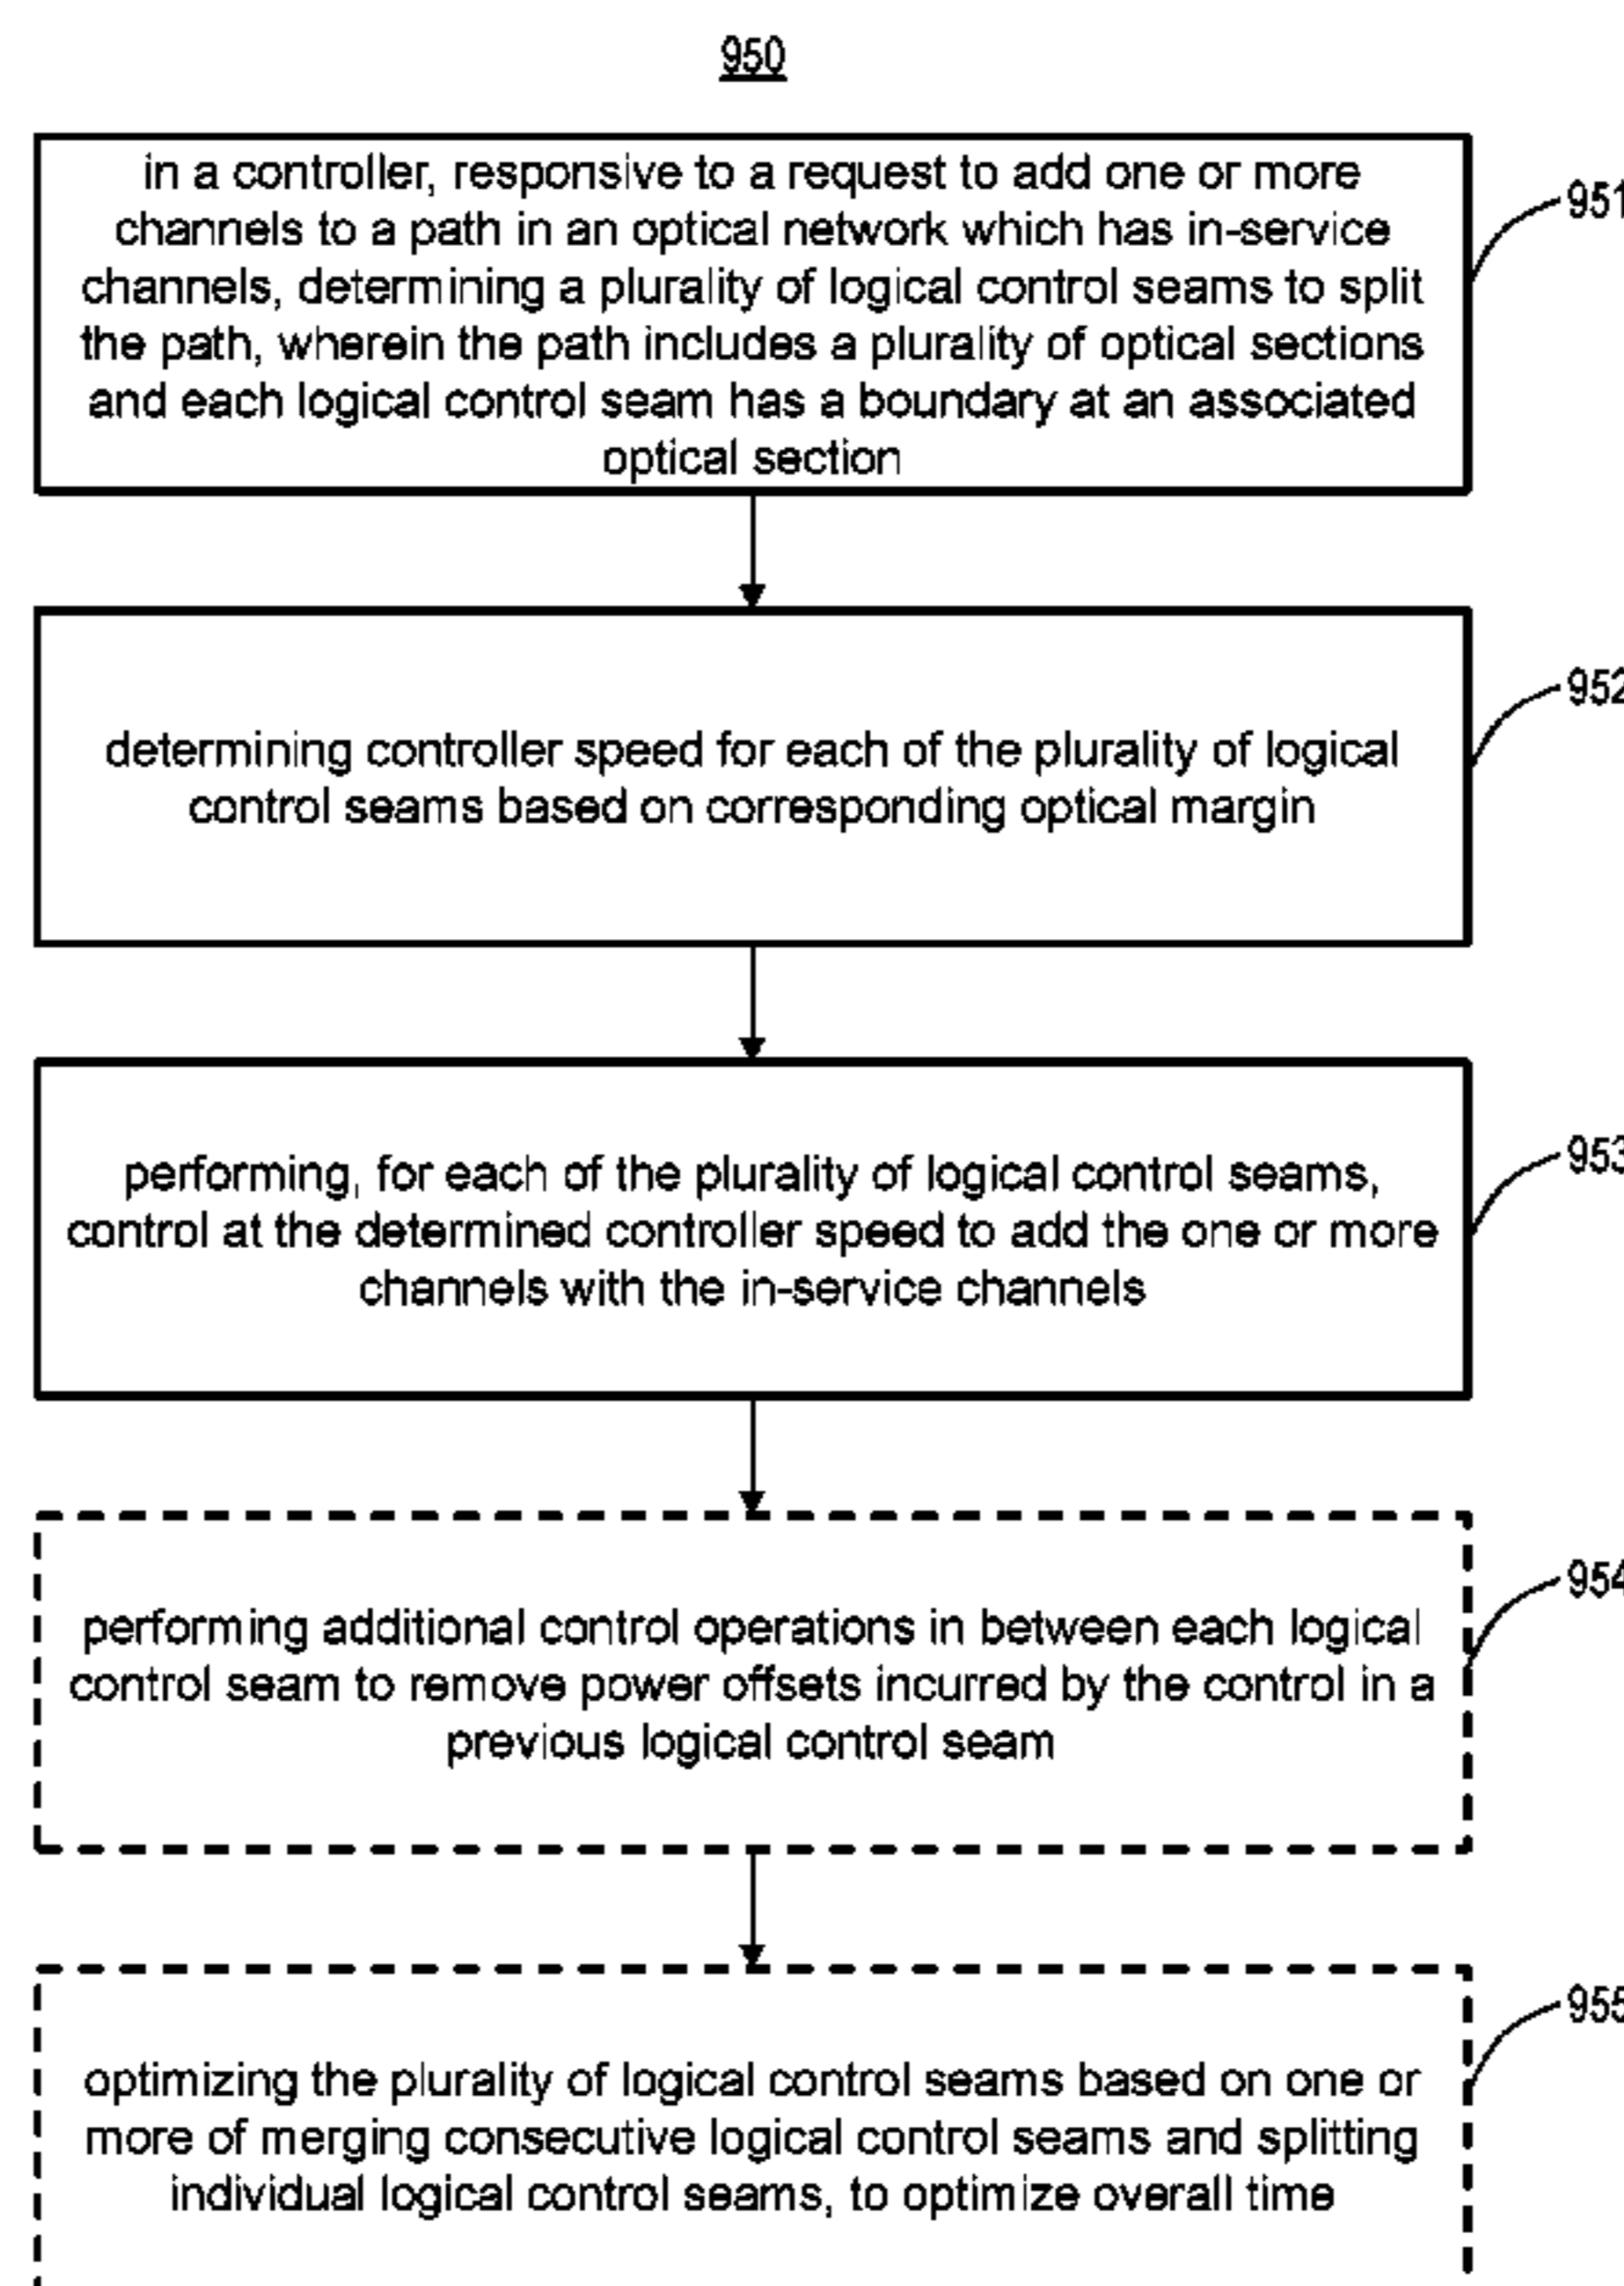 950
in a controller, responsive to a request to add one or more
channels to a path in an optical network which has in-service
channels, determining a plurality of logical control seams to split
the path, wherein the path includes a plurality of optical sections
and each logical control seam has a boundary at an associated
optical section
951
determining controller speed for each of the plurality of logical
control seams based on corresponding optical margin
952
performing, for each of the plurality of logical control seams,
control at the determined controller speed to add the one or more
channels with the in-service channels
953
performing additional control operations in between each logical
control seam to remove power offsets incurred by the control in a
previous logical control seam
954
optimizing the plurality of logical control seams based on one or
more of merging consecutive logical control seams and splitting
individual logical control seams, to optimize overall time
955